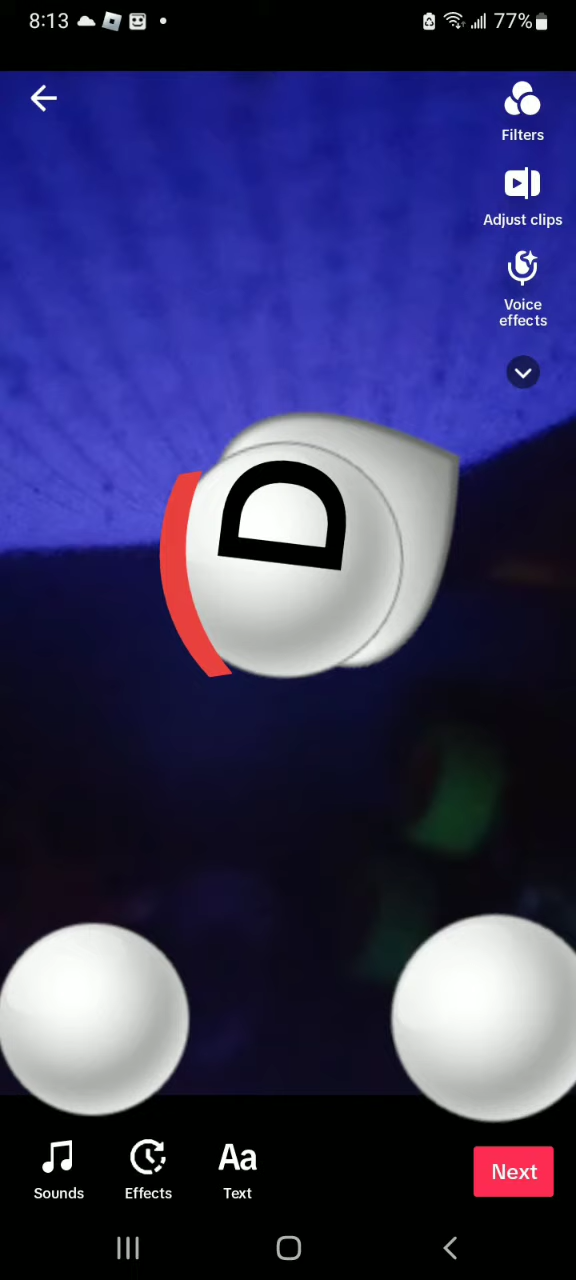 8:13
77%
Filters
Adjust clips
Voice
effects
D
Sounds
Effects
Aa
Text
Next